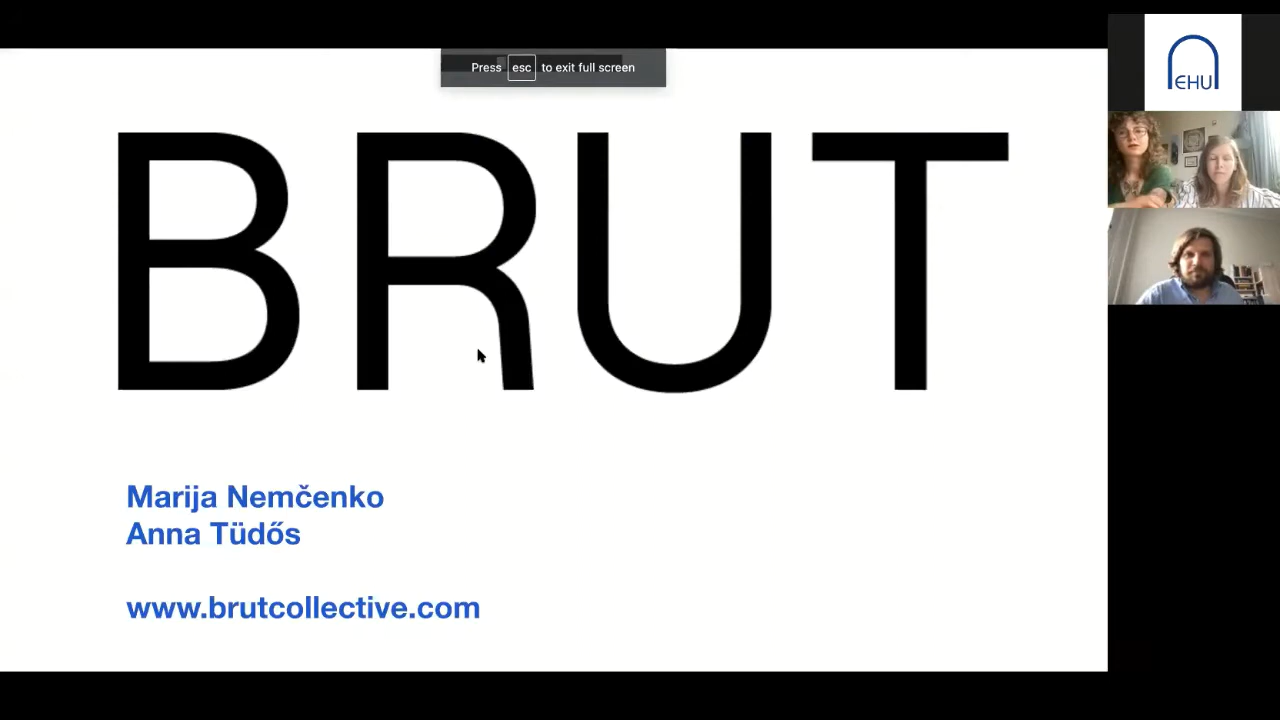 Press esc to exit full screen
BRUT
Marija Nemčenko
Anna Tüdős
www.brutcollective.com
EHU